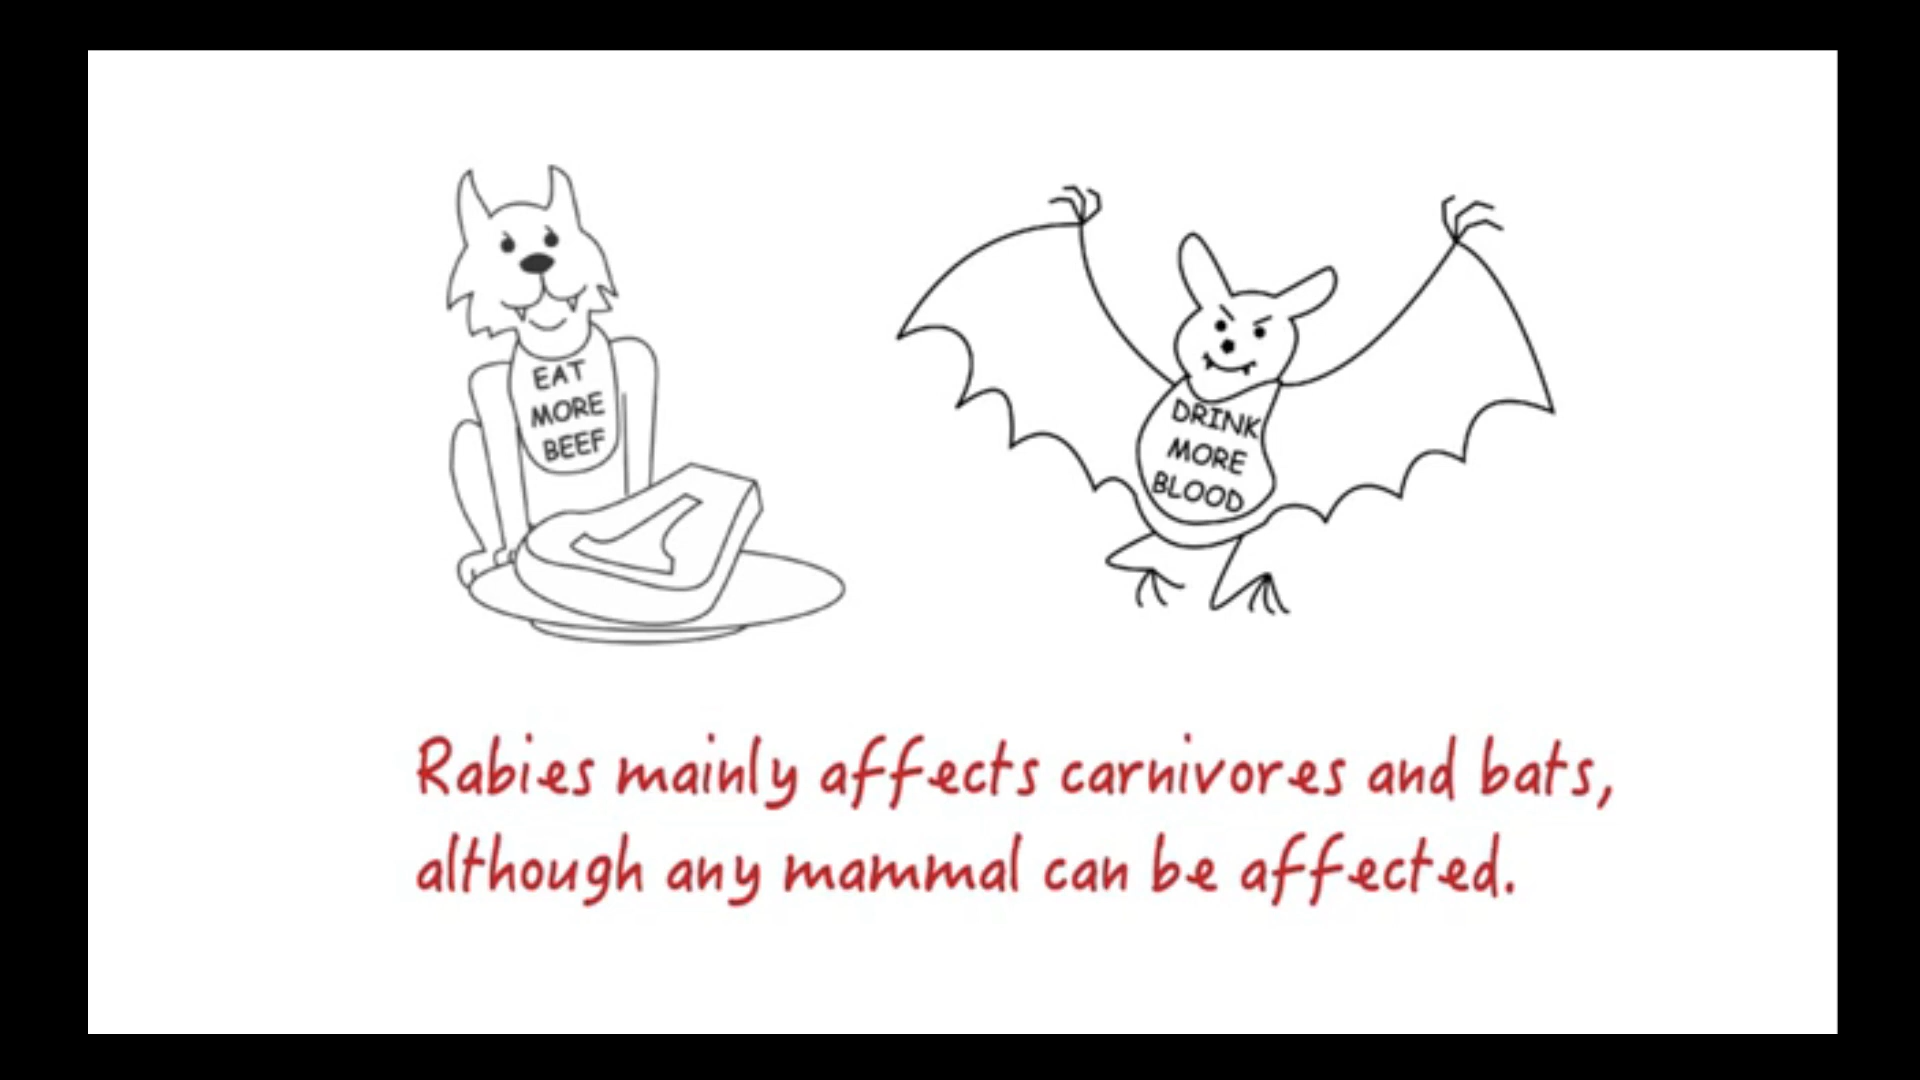 EAT
MORE
BEEF
DRINK
MORE
BLOOD
Rabies mainly affects carnivores and bats,
although any mammal can be affected.